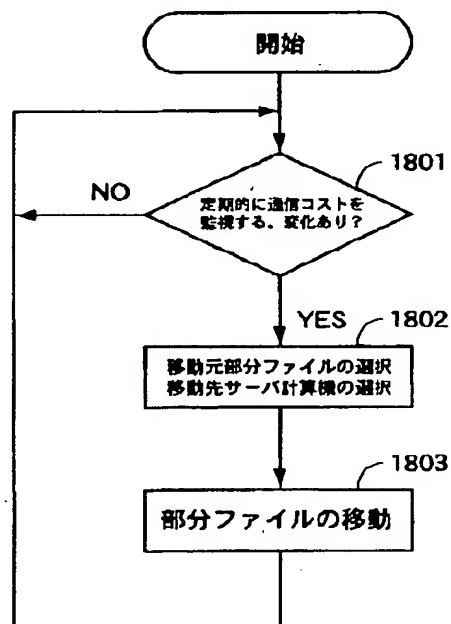 開始
1801
NO
定期的に通信コストを
監視する、変化あり?
YES
1802
移動元部分ファイルの選択
移動先サーバ計算機の選択
1803
部分ファイルの移動